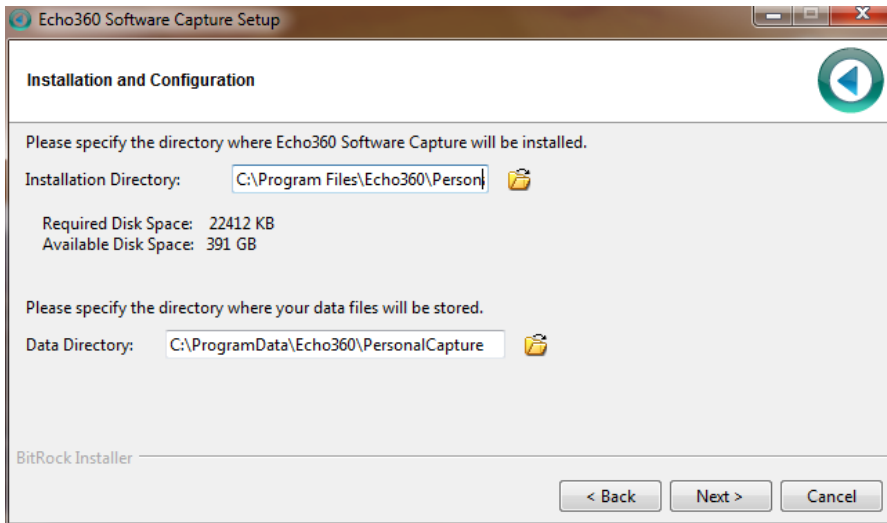 Echo360 Software Capture Setup
Installation and Configuration
Please specify the directory where Echo360 Software Capture will be installed.
Installation Directory: C:\Program Files\Echo360\Person
Required Disk Space: 22412 KB
Available Disk Space: 391 GB
Please specify the directory where your data files will be stored.
Data Directory: C:\ProgramData\Echo360\PersonalCapture
BitRock Installer
< Back Next > Cancel